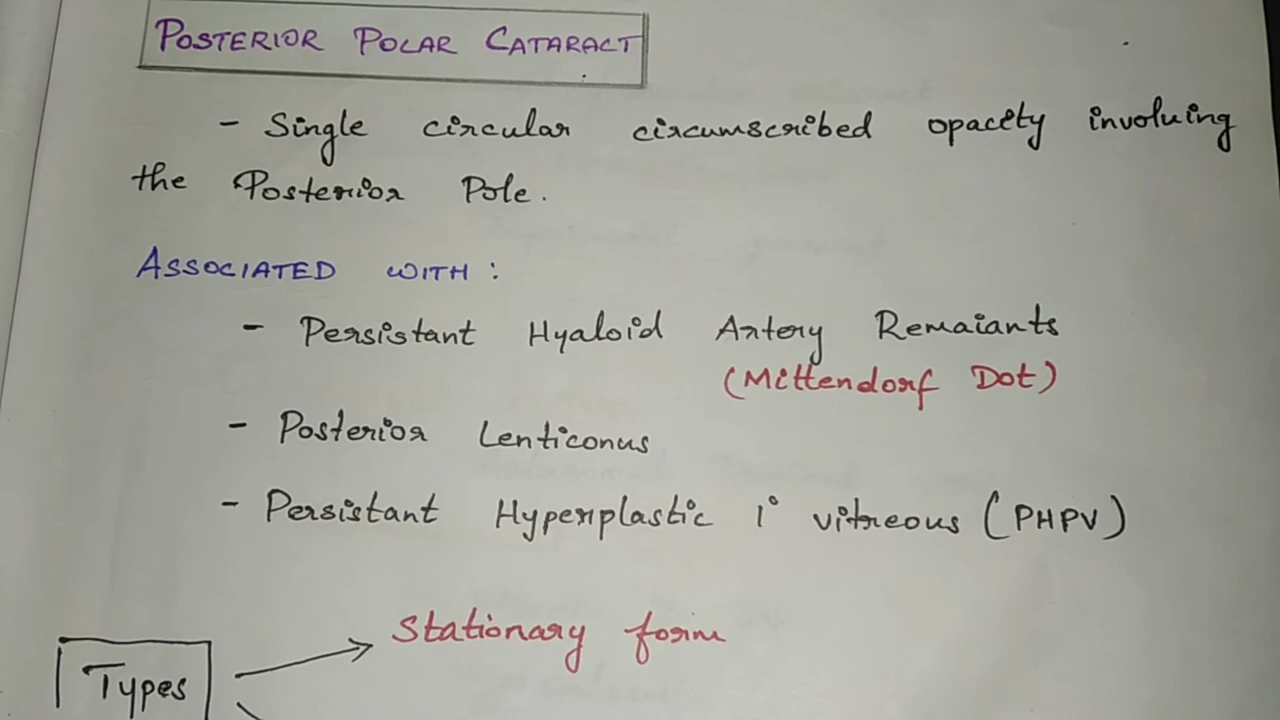 POSTERIOR POLAR CATARACT
- Single circular circumscribed opacity involving
the Posterior Pole.
ASSOCIATED WITH :
- Persistant Hyaloid Artery Remaiants
(Mittendorf Dot)
- Posterior Lenticonus
- Persistant Hyperplastic 1° vitreous (PHPV)
Stationary form
Types